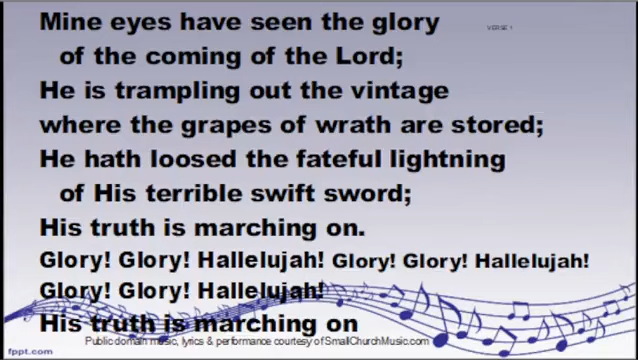 Mine eyes have seen the glory
VERSE 1
of the coming of the Lord;
He is trampling out the vintage
where the grapes of wrath are stored;
He hath loosed the fateful lightning
of His terrible swift sword;
His truth is marching on.
Glory! Glory! Hallelujah! Glory! Glory! Hallelujah!
Glory! Glory! Hallelujah!
His truth is marching on
Public domain music, lyrics & performance courtesy of SmallChurchMusic.com
fppt.com